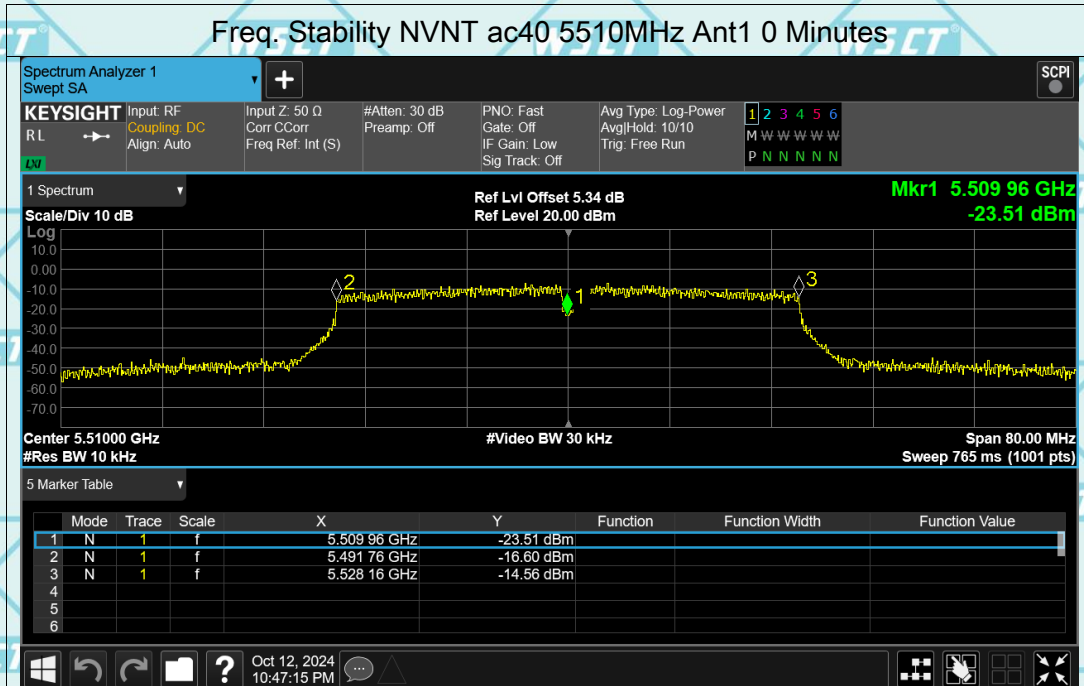 Freq. Stability NVNT ac40 5510MHz Ant1 0 Minutes
Spectrum Analyzer 1
Swept SA
+
SCPI
KEYSIGHT
RL
LXI
Input: RF
Coupling: DC
Align: Auto
Input Z: 50 Ω
Corr CCorr
Freq Ref: Int (S)
#Atten: 30 dB
Preamp: Off
PNO: Fast
Gate: Off
IF Gain: Low
Sig Track: Off
Avg Type: Log-Power
Avg|Hold: 10/10
Trig: Free Run
1 2 3 4 5 6
M W W W W W
P N N N N N
1 Spectrum
Scale/Div 10 dB
Ref Lvl Offset 5.34 dB
Ref Level 20.00 dBm
Mkr1 5.509 96 GHz
-23.51 dBm
Log
10.0
0.00
-10.0
-20.0
-30.0
-40.0
-50.0
-60.0
-70.0
2
1
3
Center 5.51000 GHz
#Video BW 30 kHz
Span 80.00 MHz
#Res BW 10 kHz
Sweep 765 ms (1001 pts)
5 Marker Table
Mode Trace Scale X Y Function Function Width Function Value
1 N 1 f 5.509 96 GHz -23.51 dBm
2 N 1 f 5.491 76 GHz -16.60 dBm
3 N 1 f 5.528 16 GHz -14.56 dBm
4
5
6
?
Oct 12, 2024
10:47:15 PM